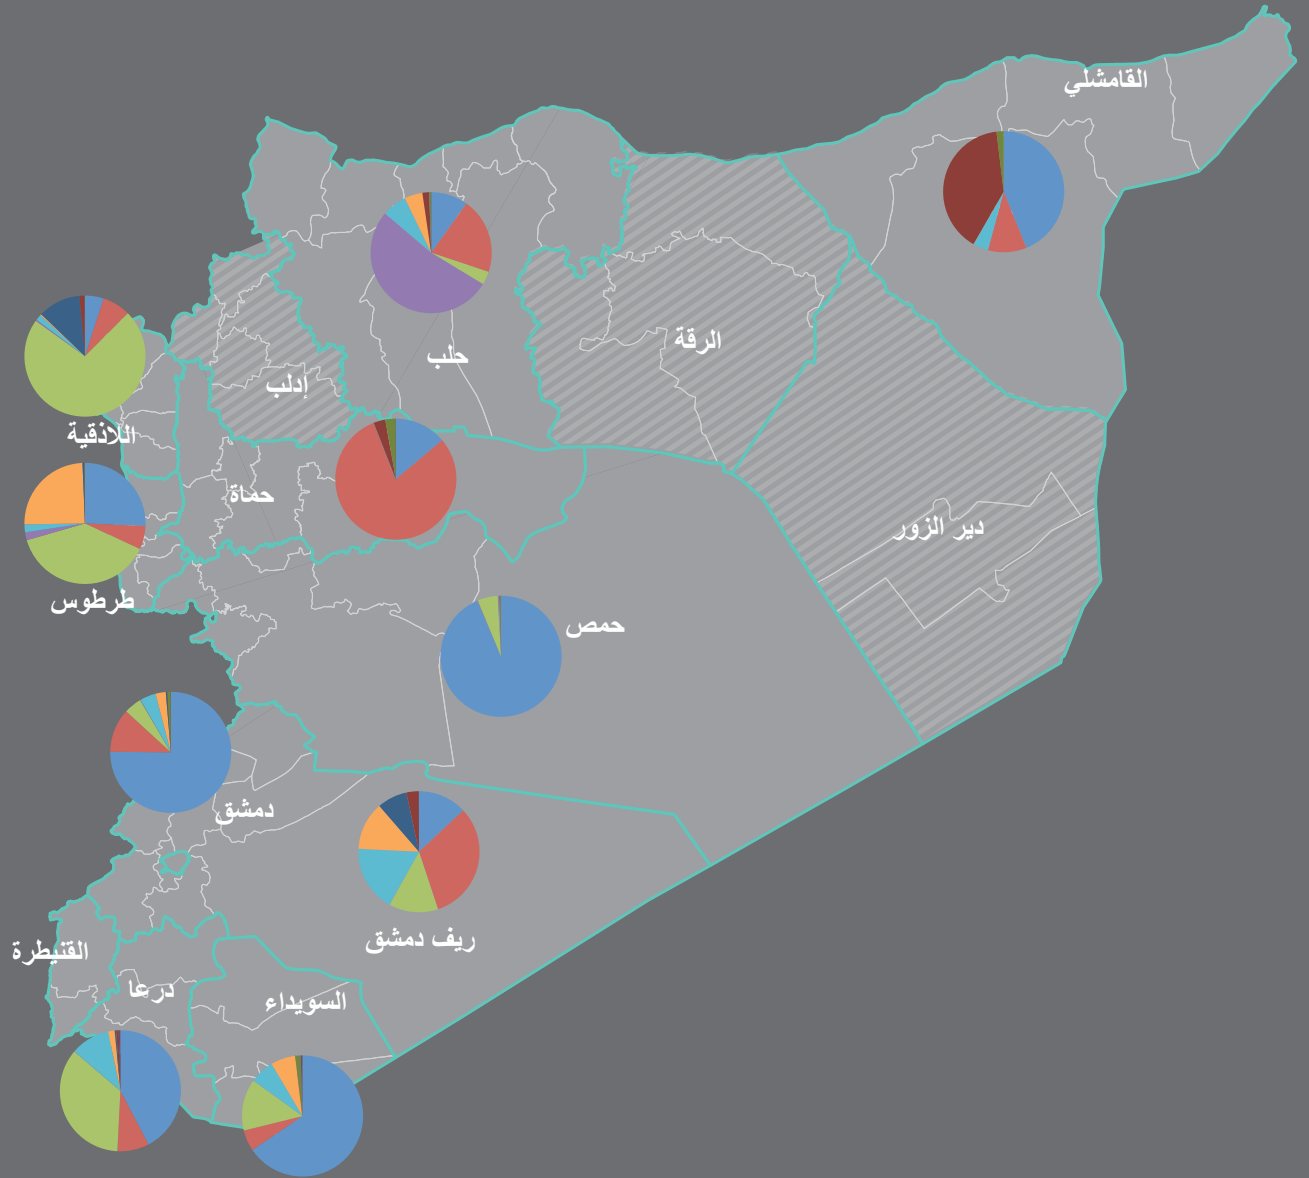 القامشلي
الرقة
حلب
إدلب
اللاذقية
حماة
دير الزور
طرطوس
حمص
دمشق
ريف دمشق
القنيطرة
درعا
السويداء